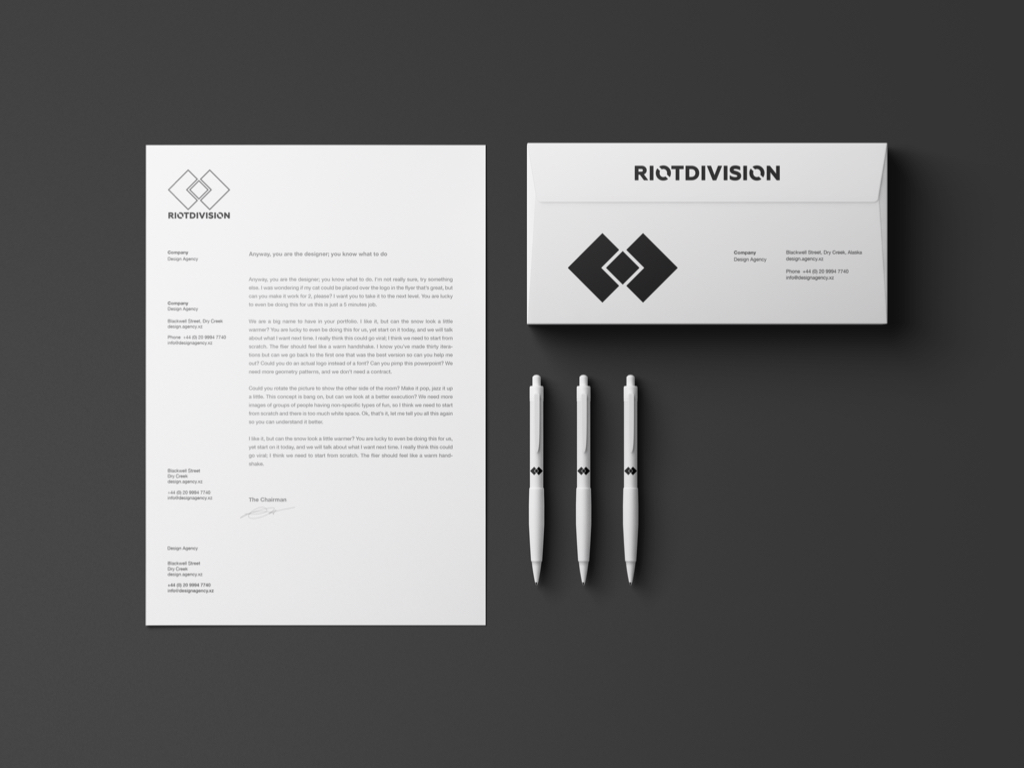 RIOTDIVISION
Company
Design Agency
Company
Design Agency
Blackwell Street, Dry Creek
design.agency.xz
Phone +44 (0) 20 9994 7740
info@designagency.xz
Blackwell Street
Dry Creek
design.agency.xz
+44 (0) 20 9994 7740
info@designagency.xz
Design Agency
Blackwell Street
Dry Creek
design.agency.xz
+44 (0) 20 9994 7740
info@designagency.xz
Anyway, you are the designer; you know what to do
Anyway, you are the designer; you know what to do. I'm not really sure, try something
else. I was wondering if my cat could be placed over the logo in the flyer that's great, but
can you make it work for 2, please? I want you to take it to the next level. You are lucky
to even be doing this for us this is just a 5 minutes job.
We are a big name to have in your portfolio. I like it, but can the snow look a little
warmer? You are lucky to even be doing this for us, yet start on it today, and we will talk
about what I want next time. I really think this could go viral; I think we need to start from
scratch. The flier should feel like a warm handshake. I know you've made thirty itera-
tions but can we go back to the first one that was the best version so can you help me
out? Could you do an actual logo instead of a font? Can you pimp this powerpoint? We
need more geometry patterns, and we don't need a contract.
Could you rotate the picture to show the other side of the room? Make it pop, jazz it up
a little. This concept is bang on, but can we look at a better execution? We need more
images of groups of people having non-specific types of fun, so I think we need to start
from scratch and there is too much white space. Ok, that's it, let me tell you all this again
so you can understand it better.
I like it, but can the snow look a little warmer? You are lucky to even be doing this for us,
yet start on it today, and we will talk about what I want next time. I really think this could
go viral; I think we need to start from scratch. The flier should feel like a warm hand-
shake.
The Chairman
RIOTDIVISION
Company
Design Agency
Blackwell Street, Dry Creek, Alaska
design.agency.xz
Phone +44 (0) 20 9994 7740
info@designagency.xz